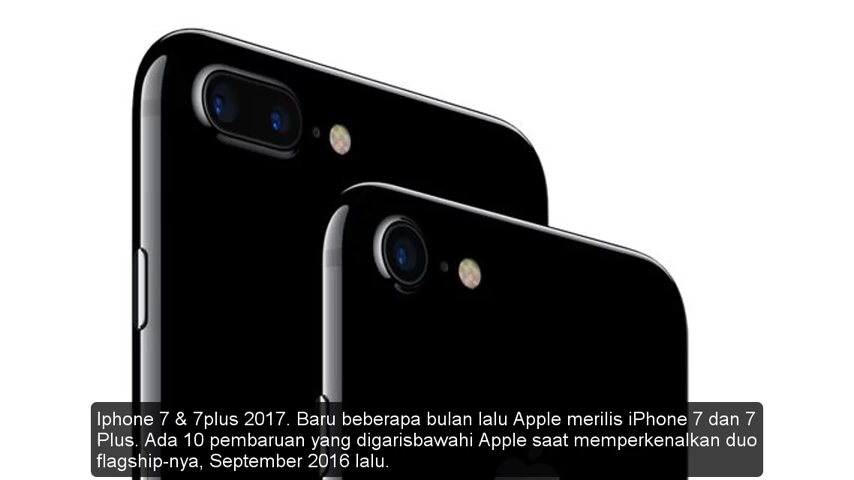 Iphone 7 & 7plus 2017. Baru beberapa bulan lalu Apple merilis iPhone 7 dan 7
Plus. Ada 10 pembaruan yang digarisbawahi Apple saat memperkenalkan duo
flagship-nya, September 2016 lalu.